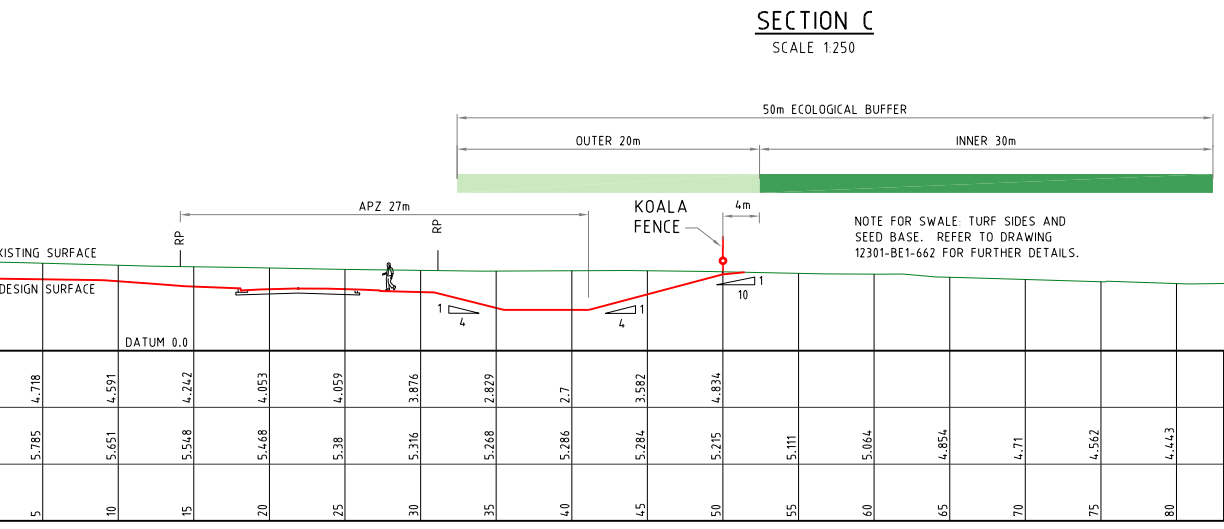 SECTION C
SCALE 1:250
50m ECOLOGICAL BUFFER
OUTER 20m
INNER 30m
APZ 27m
KOALA
FENCE
4m
RP
RP
NOTE FOR SWALE: TURF SIDES AND
SEED BASE. REFER TO DRAWING
12301-BE1-662 FOR FURTHER DETAILS.
XISTING SURFACE
DESIGN SURFACE
1
4
1
4
1
10
DATUM 0.0
4.718 4.591 4.242 4.053 4.059 3.876 2.829 2.7 3.582 4.834
5.785 5.651 5.548 5.468 5.38 5.316 5.268 5.286 5.284 5.215 5.111 5.064 4.854 4.71 4.562 4.443
5 10 15 20 25 30 35 40 45 50 55 60 65 70 75 80